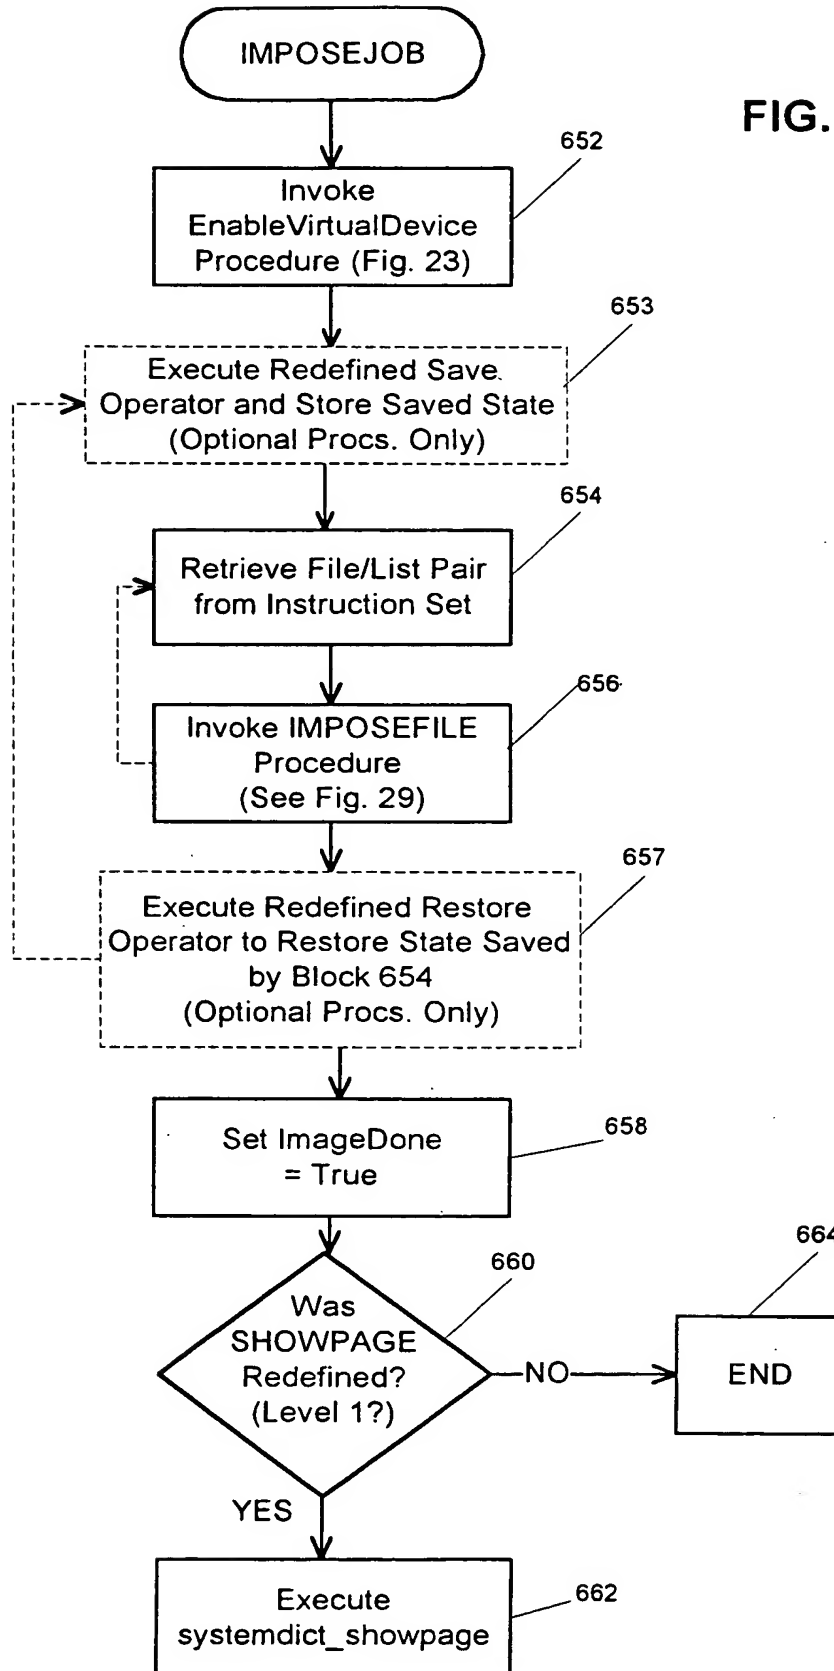 IMPOSEJOB
FIG.
652
Invoke
EnableVirtualDevice
Procedure (Fig. 23)
653
Execute Redefined Save
Operator and Store Saved State
(Optional Procs. Only)
654
Retrieve File/List Pair
from Instruction Set
656
Invoke IMPOSEFILE
Procedure
(See Fig. 29)
657
Execute Redefined Restore
Operator to Restore State Saved
by Block 654
(Optional Procs. Only)
658
Set ImageDone
= True
660
Was
SHOWPAGE
Redefined?
(Level 1?)
NO
664
END
YES
662
Execute
systemdict_showpage